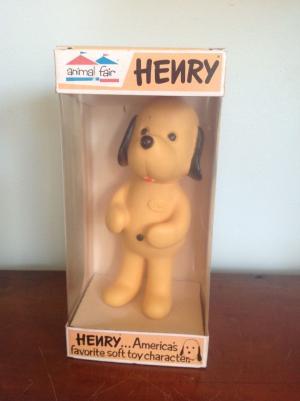 animal fair HENRY
HENRY... America's
favorite soft toy character.